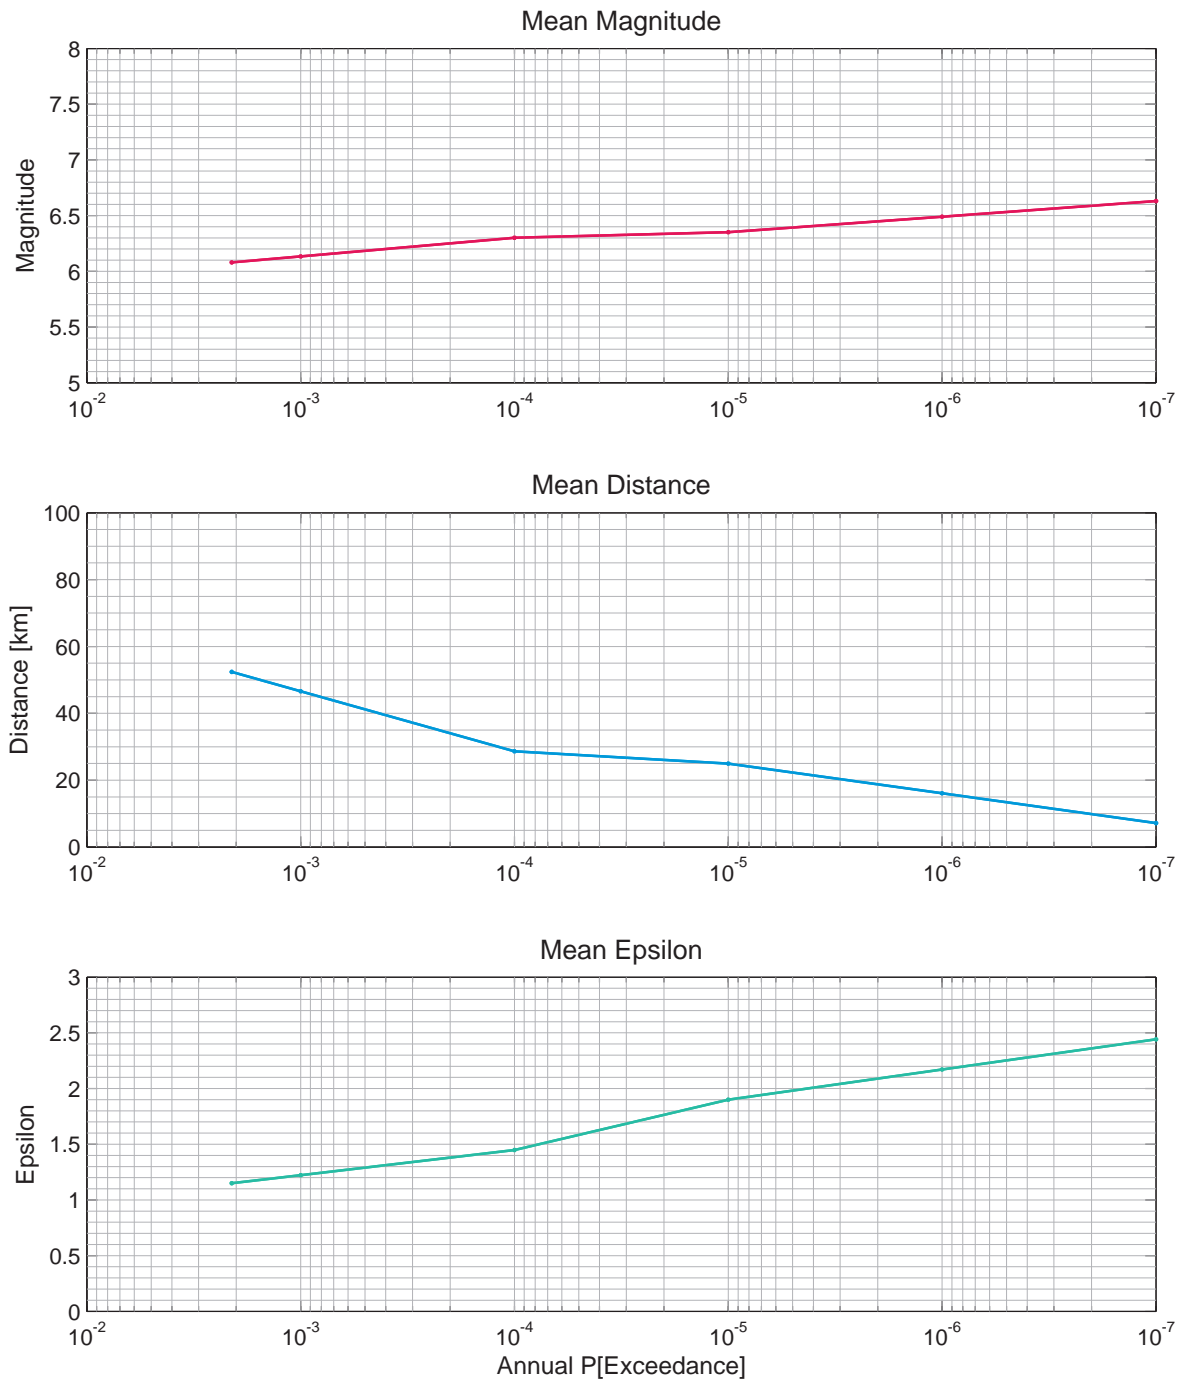 Mean Magnitude
8
7.5
7
6.5
6
5.5
5
Magnitude
10^-2 10^-3 10^-4 10^-5 10^-6 10^-7
Mean Distance
100
80
60
40
20
0
Distance [km]
10^-2 10^-3 10^-4 10^-5 10^-6 10^-7
Mean Epsilon
3
2.5
2
1.5
1
0.5
0
Epsilon
10^-2 10^-3 10^-4 10^-5 10^-6 10^-7
Annual P[Exceedance]